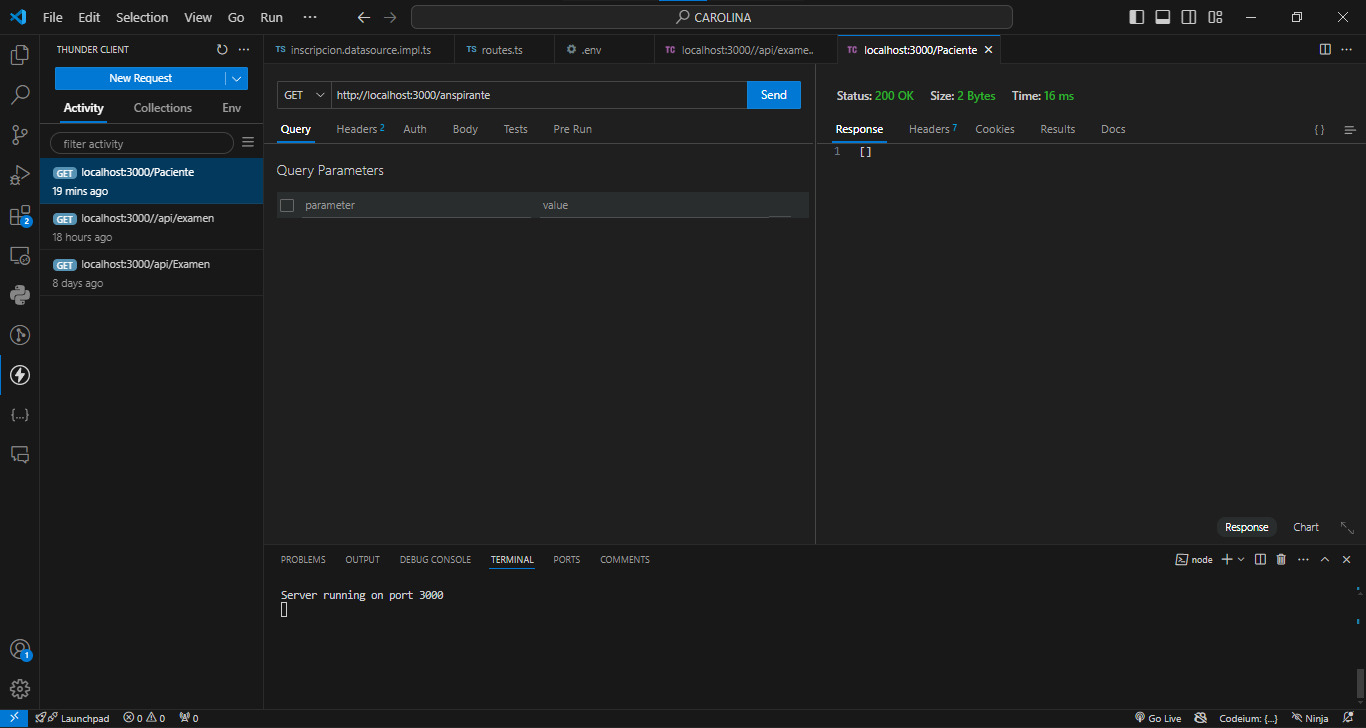 File Edit Selection View Go Run ··· CAROLINA
THUNDER CLIENT
New Request
Activity Collections Env
filter activity
GET localhost:3000/Paciente
19 mins ago
GET localhost:3000//api/examen
18 hours ago
GET localhost:3000/api/Examen
8 days ago
2
TS inscripcion.datasource.impl.ts TS routes.ts .env TC localhost:3000//api/exame.. TC localhost:3000/Paciente
GET http://localhost:3000/anspirante Send
Query Headers 2 Auth Body Tests Pre Run
Query Parameters
parameter value
Status: 200 OK Size: 2 Bytes Time: 16 ms
Response Headers 7 Cookies Results Docs { }
1 []
Response Chart
PROBLEMS OUTPUT DEBUG CONSOLE TERMINAL PORTS COMMENTS node
Server running on port 3000
{...}
1
Launchpad 0 0 0 Go Live Codeium: {...} Ninja